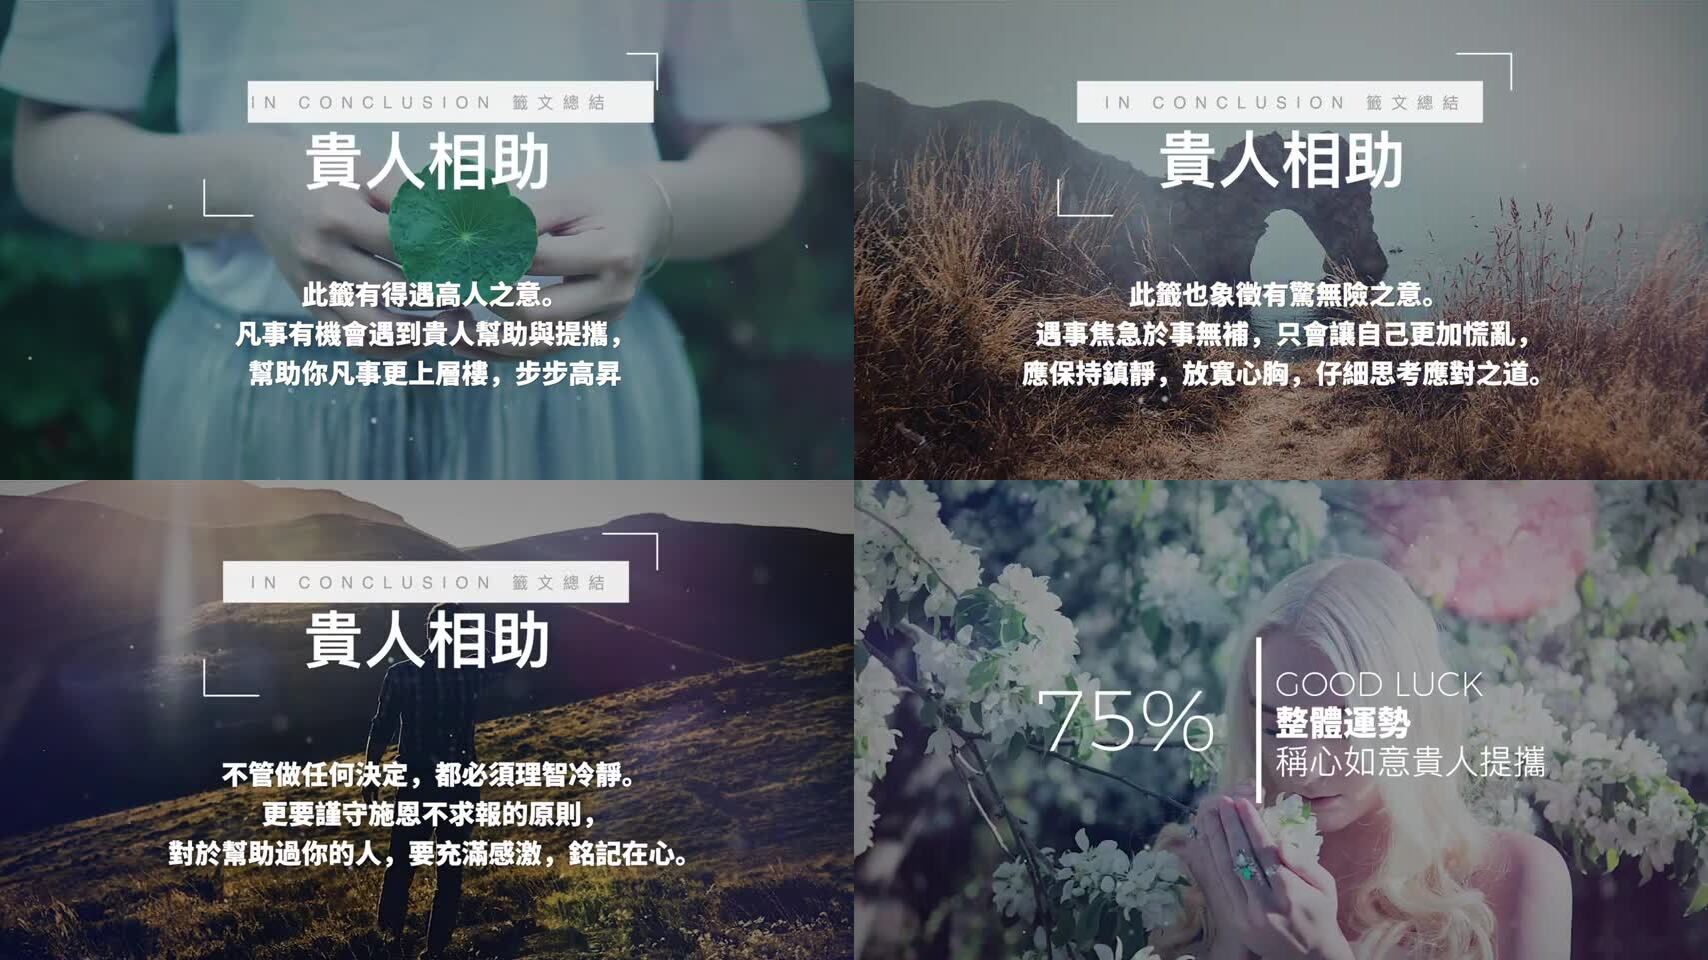 IN CONCLUSION 籤文總結
貴人相助
此籤有得遇高人之意。
凡事有機會遇到貴人幫助與提攜，
幫助你凡事更上層樓，步步高昇
IN CONCLUSION 籤文總結
貴人相助
此籤也象徵有驚無險之意。
遇事焦急於事無補，只會讓自己更加慌亂，
應保持鎮靜，放寬心胸，仔細思考應對之道。
IN CONCLUSION 籤文總結
貴人相助
不管做任何決定，都必須理智冷靜。
更要謹守施恩不求報的原則，
對於幫助過你的人，要充滿感激，銘記在心。
75%
GOOD LUCK
整體運勢
稱心如意貴人提攜